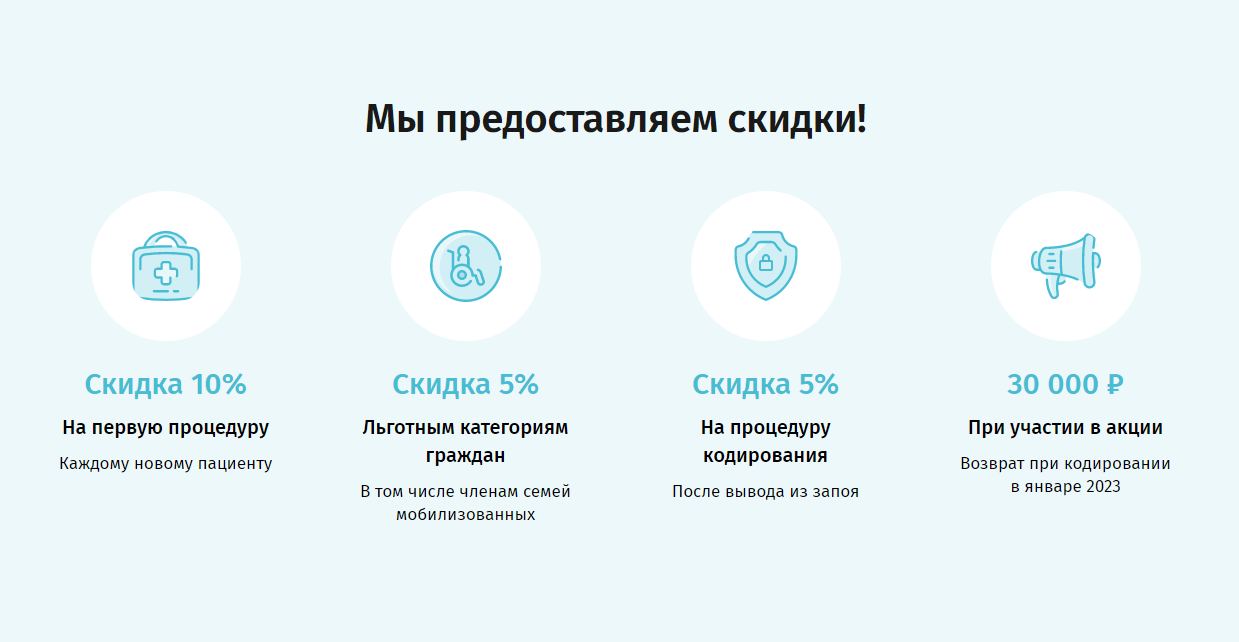 Мы предоставляем скидки!
Скидка 10%
На первую процедуру
Каждому новому пациенту
Скидка 5%
Льготным категориям
граждан
В том числе членам семей
мобилизованных
Скидка 5%
На процедуру
кодирования
После вывода из запоя
30 000 ₽
При участии в акции
Возврат при кодировании
в январе 2023